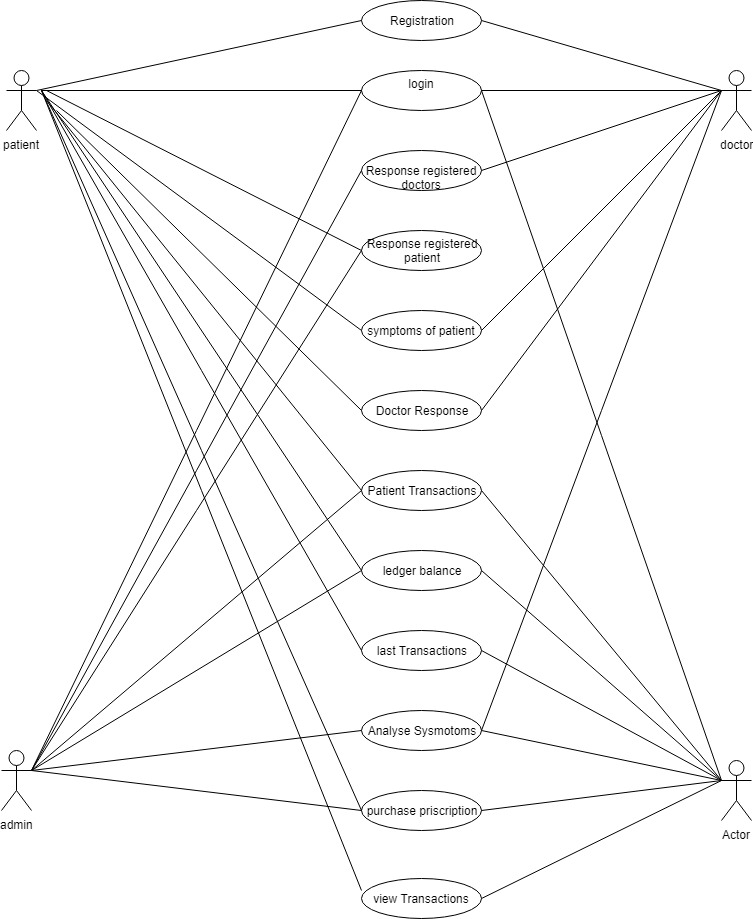 Registration
login
patient
doctor
Response registered
doctors
Response registered
patient
symptoms of patient
Doctor Response
Patient Transactions
ledger balance
last Transactions
Analyse Sysmotoms
purchase priscription
admin
Actor
view Transactions